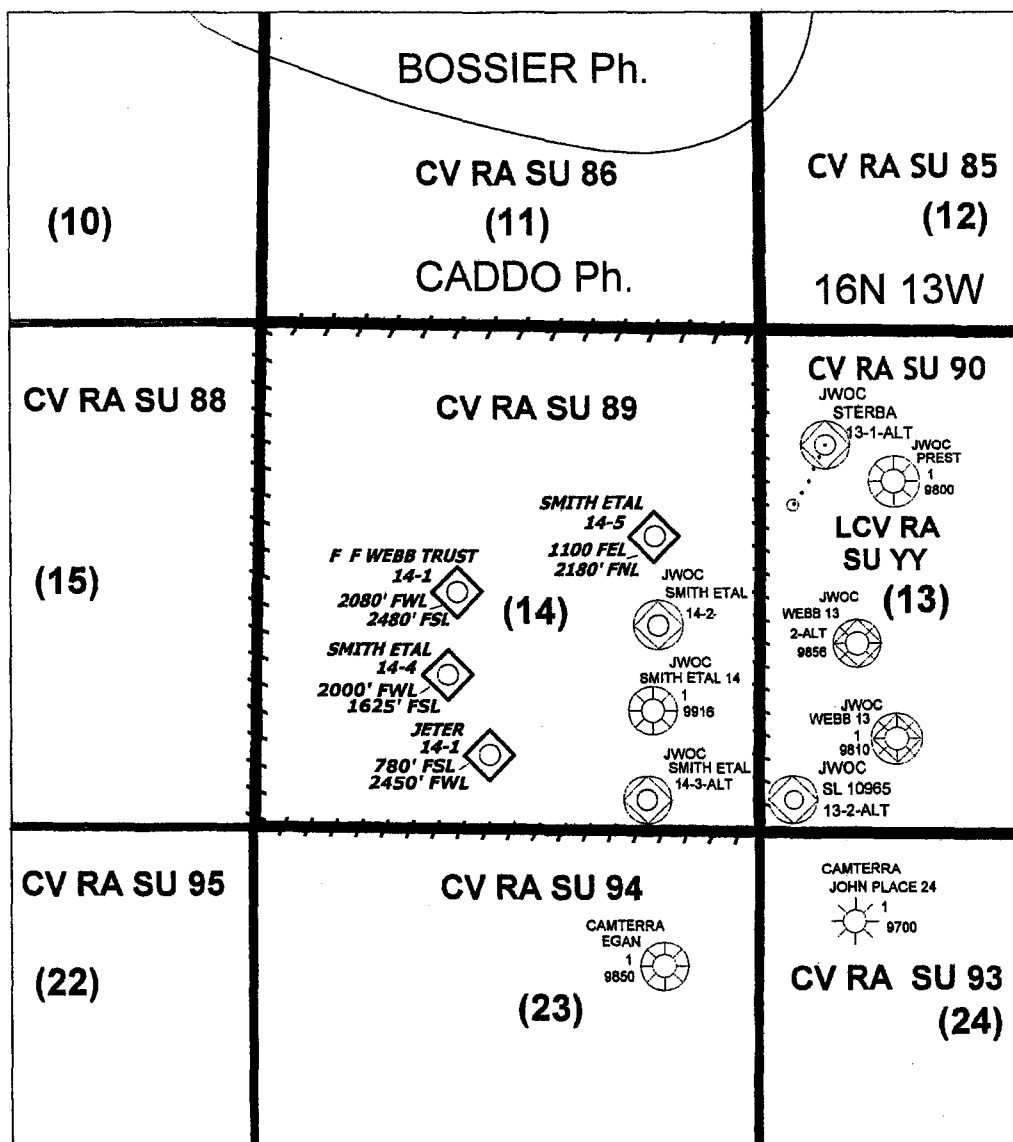 BOSSIER Ph.
CV RA SU 86
(11)
CADDO Ph.
(10)
CV RA SU 85
(12)
16N 13W
CV RA SU 88
(15)
CV RA SU 89
(14)
SMITH ETAL
14-5
1100 FEL
2180' FNL
F F WEBB TRUST
14-1
2080' FWL
2480' FSL
SMITH ETAL
14-4
2000' FWL
1625' FSL
JETER
14-1
780' FSL
2450' FWL
JWOC
SMITH ETAL
14-2-
JWOC
SMITH ETAL 14
1
9916
JWOC
SMITH ETAL
14-3-ALT
CV RA SU 90
JWOC
STERBA
13-1-ALT
JWOC
PREST
1
9800
LCV RA
SU YY
(13)
JWOC
WEBB 13
2-ALT
9856
JWOC
WEBB 13
1
9810
JWOC
SL 10965
13-2-ALT
CV RA SU 95
(22)
CV RA SU 94
CAMTERRA
EGAN
1
9850
(23)
CAMTERRA
JOHN PLACE 24
1
9700
CV RA SU 93
(24)